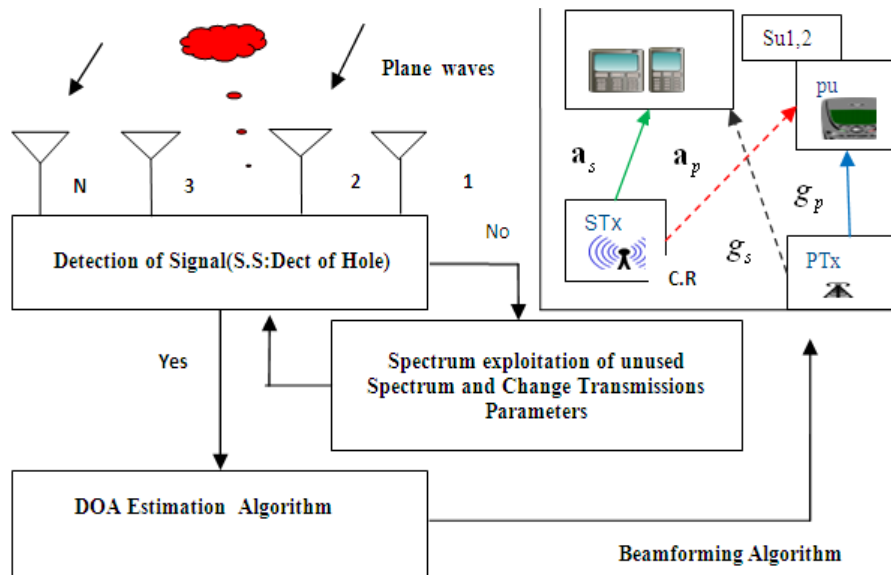 Plane waves
N
3
2
1
Detection of Signal(S.S:Dect of Hole)
No
Yes
Spectrum exploitation of unused
Spectrum and Change Transmissions
Parameters
DOA Estimation Algorithm
Beamforming Algorithm
Su1,2
pu
a_s
a_p
g_s
g_p
STx
C.R
PTx